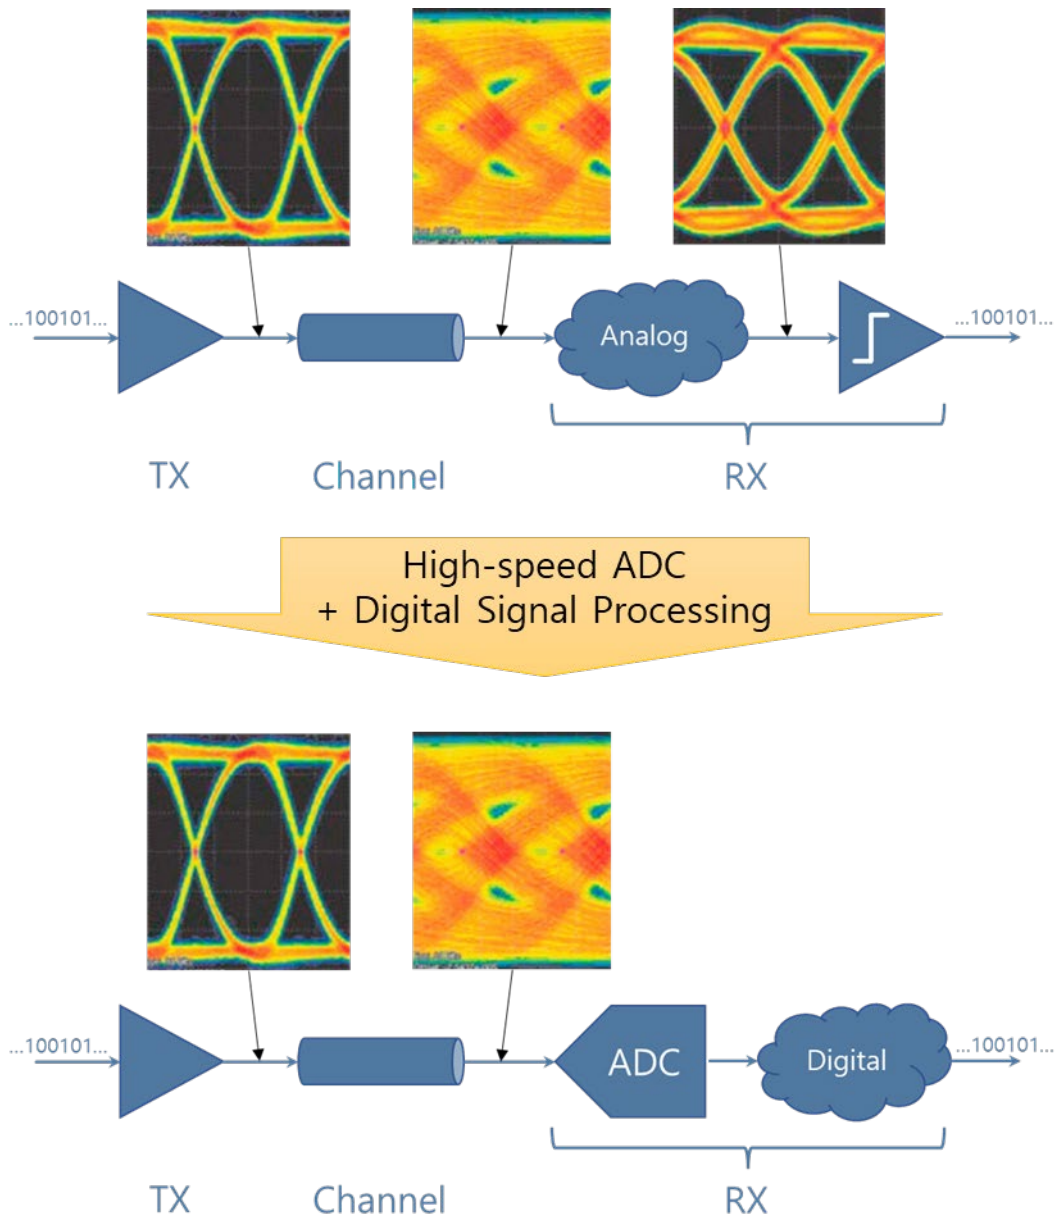 ...100101...
Analog
...100101...
TX
Channel
RX
High-speed ADC
+ Digital Signal Processing
...100101...
ADC
Digital
...100101...
TX
Channel
RX